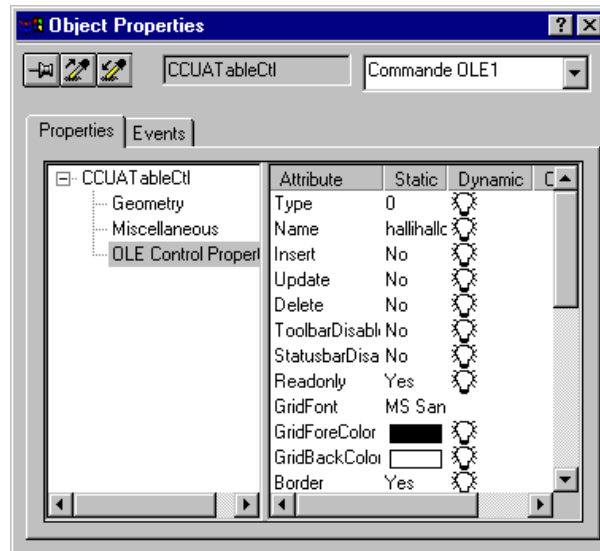 Object Properties
CCUATableCtl Commande OLE1
Properties Events
CCUATableCtl
Geometry
Miscellaneous
OLE Control Propert
Attribute Static Dynamic C
Type 0
Name hallihallc
Insert No
Update No
Delete No
ToolbarDisabl No
StatusbarDisa No
Readonly Yes
GridFont MS San
GridForeColor
GridBackColor
Border Yes